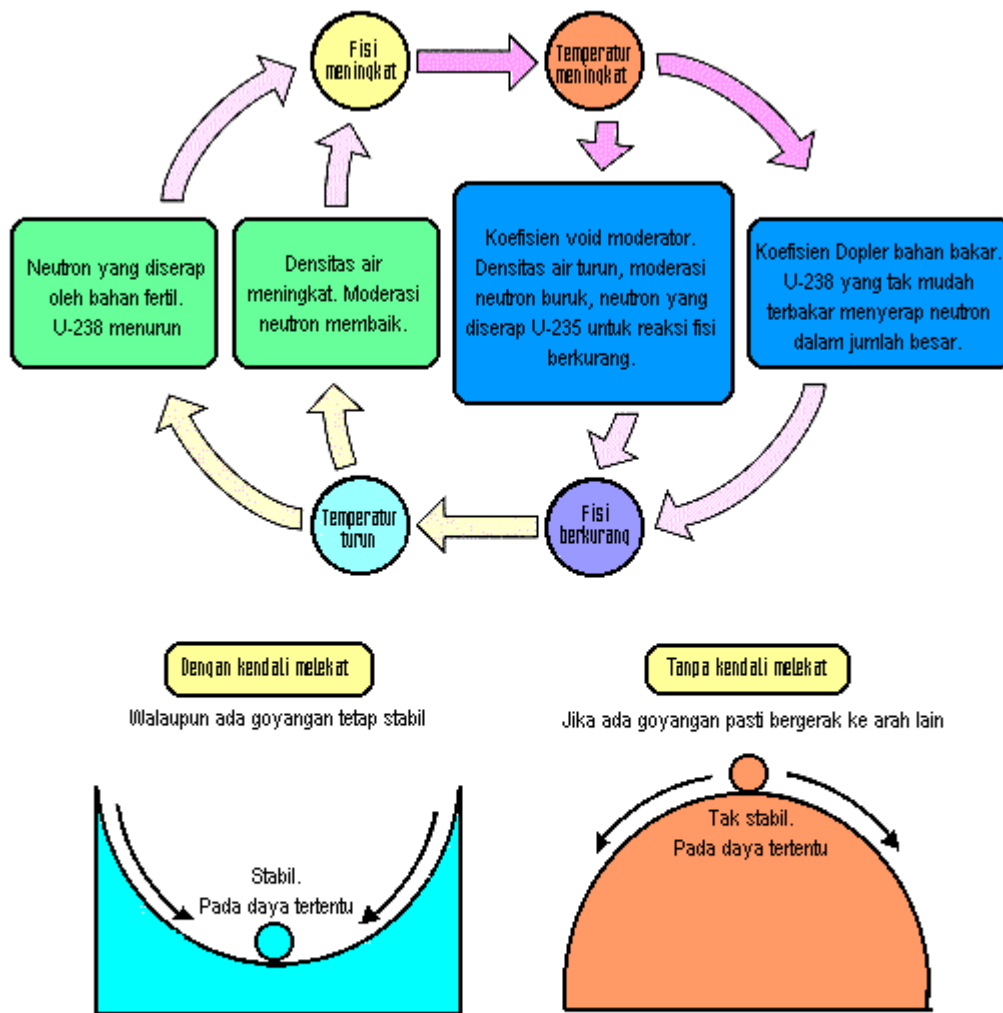 Fisi
meningkat
Temperatur
meningkat
Neutron yang diserap
oleh bahan fertil.
U-238 menurun
Densitas air
meningkat. Moderasi
neutron membaik.
Koefisien void moderator.
Densitas air turun, moderasi
neutron buruk, neutron yang
diserap U-235 untuk reaksi fisi
berkurang.
Koefisien Dopler bahan bakar.
U-238 yang tak mudah
terbakar menyerap neutron
dalam jumlah besar.
Temperatur
turun
Fisi
berkurang
Dengan kendali melekat
Walaupun ada goyangan tetap stabil
Stabil.
Pada daya tertentu
Tanpa kendali melekat
Jika ada goyangan pasti bergerak ke arah lain
Tak stabil.
Pada daya tertentu